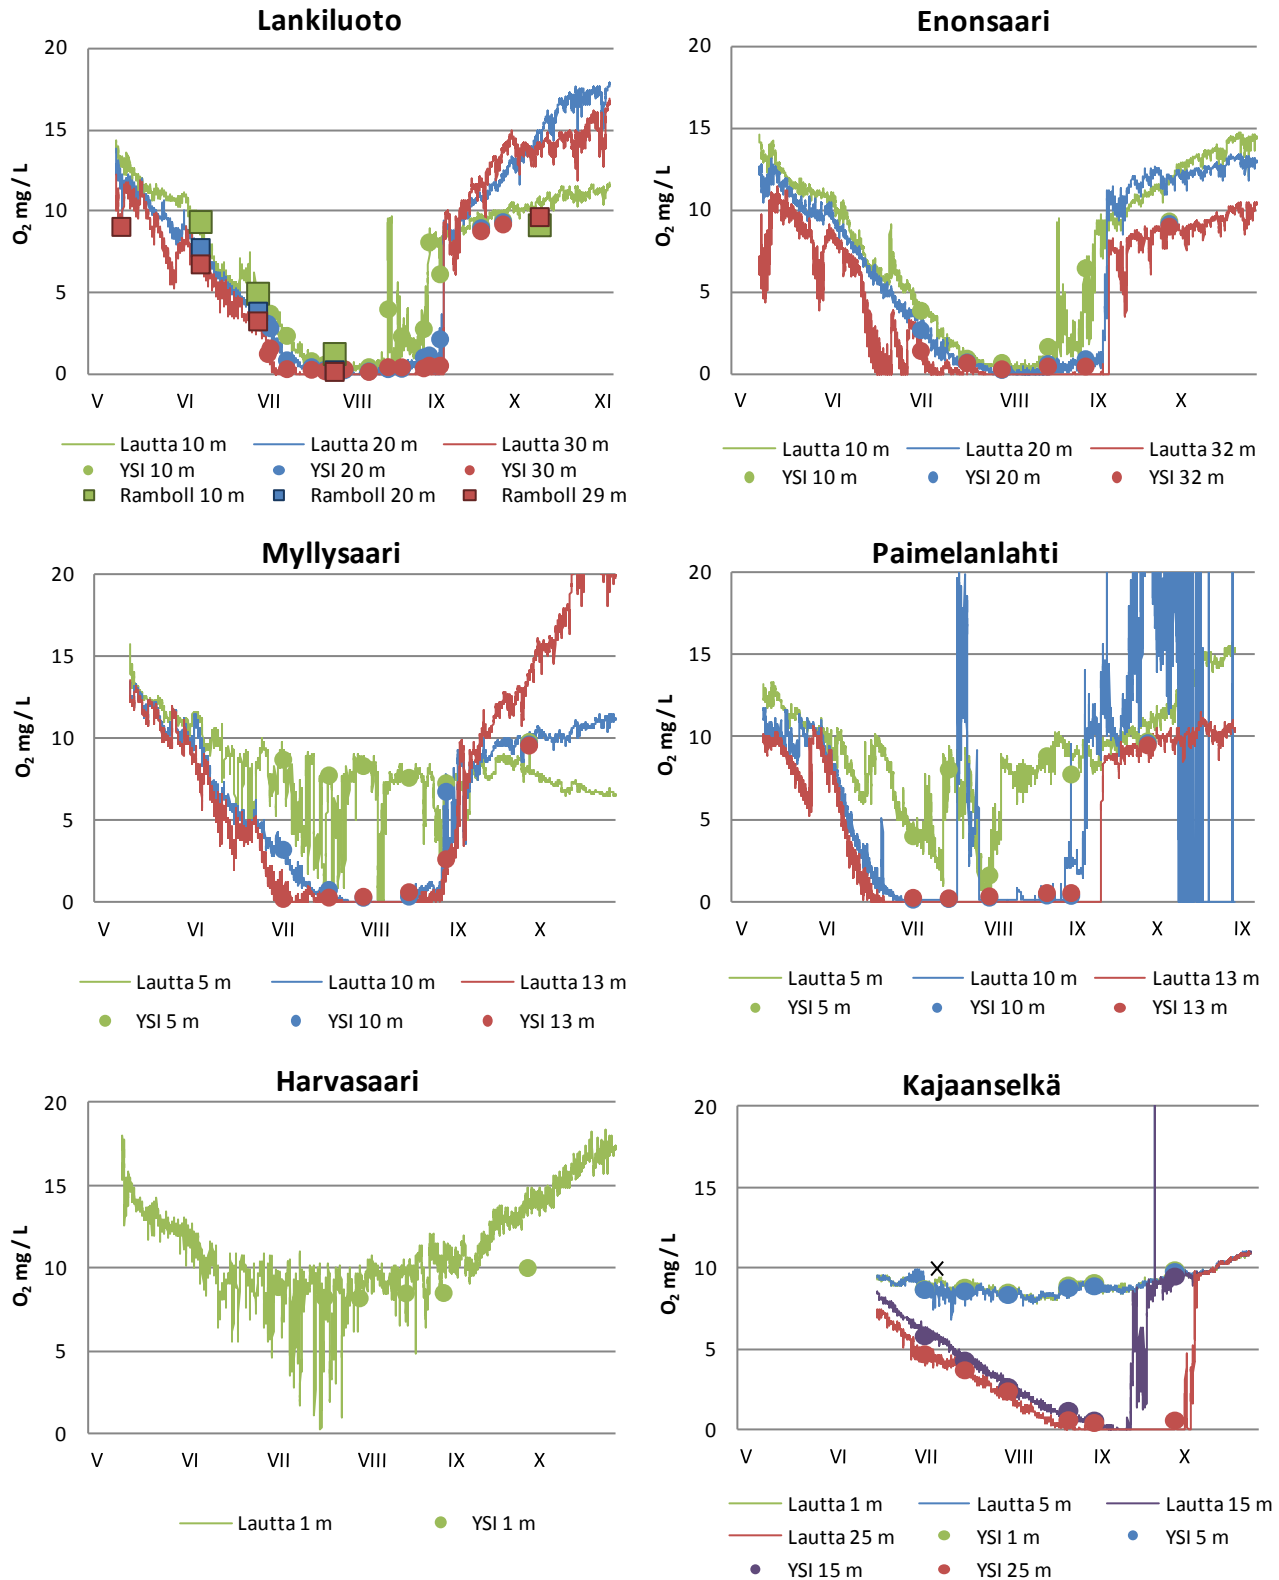 Lankiluoto
20
15
10
5
0
O₂ mg / L
V VI VII VIII IX X XI
Lautta 10 m Lautta 20 m Lautta 30 m
YSI 10 m YSI 20 m YSI 30 m
Ramboll 10 m Ramboll 20 m Ramboll 29 m
Enonsaari
20
15
10
5
0
V VI VII VIII IX X
Lautta 10 m Lautta 20 m Lautta 32 m
YSI 10 m YSI 20 m YSI 32 m
Myllysaari
20
15
10
5
0
O₂ mg / L
V VI VII VIII IX X
Lautta 5 m Lautta 10 m Lautta 13 m
YSI 5 m YSI 10 m YSI 13 m
Paimelanlahti
20
15
10
5
0
O₂ mg / L
V VI VII VIII IX X IX
Lautta 5 m Lautta 10 m Lautta 13 m
YSI 5 m YSI 10 m YSI 13 m
Harvasaari
20
15
10
5
0
O₂ mg / L
V VI VII VIII IX X
Lautta 1 m YSI 1 m
Kajaanselkä
20
15
10
5
0
O₂ mg / L
X
V VI VII VIII IX X
Lautta 1 m Lautta 5 m Lautta 15 m
Lautta 25 m YSI 1 m YSI 5 m
YSI 15 m YSI 25 m